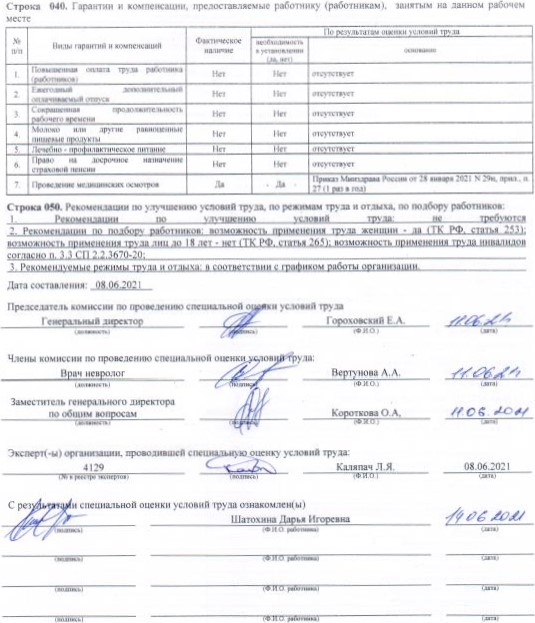 Строка 040. Гарантии и компенсации, предоставляемые работнику (работникам), занятым на данном рабочем
месте
№ п/п
Виды гарантий и компенсаций
Фактическое наличие
По результатам оценки условий труда
необходимость в установлении (да, нет)
основание
1. Повышенная оплата труда работника (работников) Нет Нет отсутствует
2. Ежегодный дополнительный оплачиваемый отпуск Нет Нет отсутствует
3. Сокращенная продолжительность рабочего времени Нет Нет отсутствует
4. Молоко или другие равноценные пищевые продукты Нет Нет отсутствует
5. Лечебно - профилактическое питание Нет Нет отсутствует
6. Право на досрочное назначение страховой пенсии Нет Нет отсутствует
7. Проведение медицинских осмотров Да Да Приказ Минздрава России от 28 января 2021 N 29н, прил., п. 27 (1 раз в год)
Строка 050. Рекомендации по улучшению условий труда, по режимам труда и отдыха, по подбору работников:
1. Рекомендации по улучшению условий труда: не требуются
2. Рекомендации по подбору работников: возможность применения труда женщин - да (ТК РФ, статья 253);
возможность применения труда лиц до 18 лет - нет (ТК РФ, статья 265); возможность применения труда инвалидов
согласно п. 3.3 СП 2.2.3670-20;
3. Рекомендуемые режимы труда и отдыха: в соответствии с графиком работы организации.
Дата составления: 08.06.2021
Председатель комиссии по проведению специальной оценки условий труда
Генеральный директор Гороховский Е.А. 11.06.21
(должность) (подпись) (Ф.И.О.) (дата)
Члены комиссии по проведению специальной оценки условий труда:
Врач невролог Вертунова А.А. 11.06.21
(должность) (подпись) (Ф.И.О.) (дата)
Заместитель генерального директора
по общим вопросам Короткова О.А. 11.06.2021
(должность) (подпись) (Ф.И.О.) (дата)
Эксперт(-ы) организации, проводившей специальную оценку условий труда:
4129 Каляпач Л.Я. 08.06.2021
(№ в реестре экспертов) (подпись) (Ф.И.О.) (дата)
С результатами специальной оценки условий труда ознакомлен(ы)
Шатохина Дарья Игоревна 14.06.2021
(подпись) (Ф.И.О. работника) (дата)
(подпись) (Ф.И.О. работника) (дата)
(подпись) (Ф.И.О. работника) (дата)
(подпись) (Ф.И.О. работника) (дата)